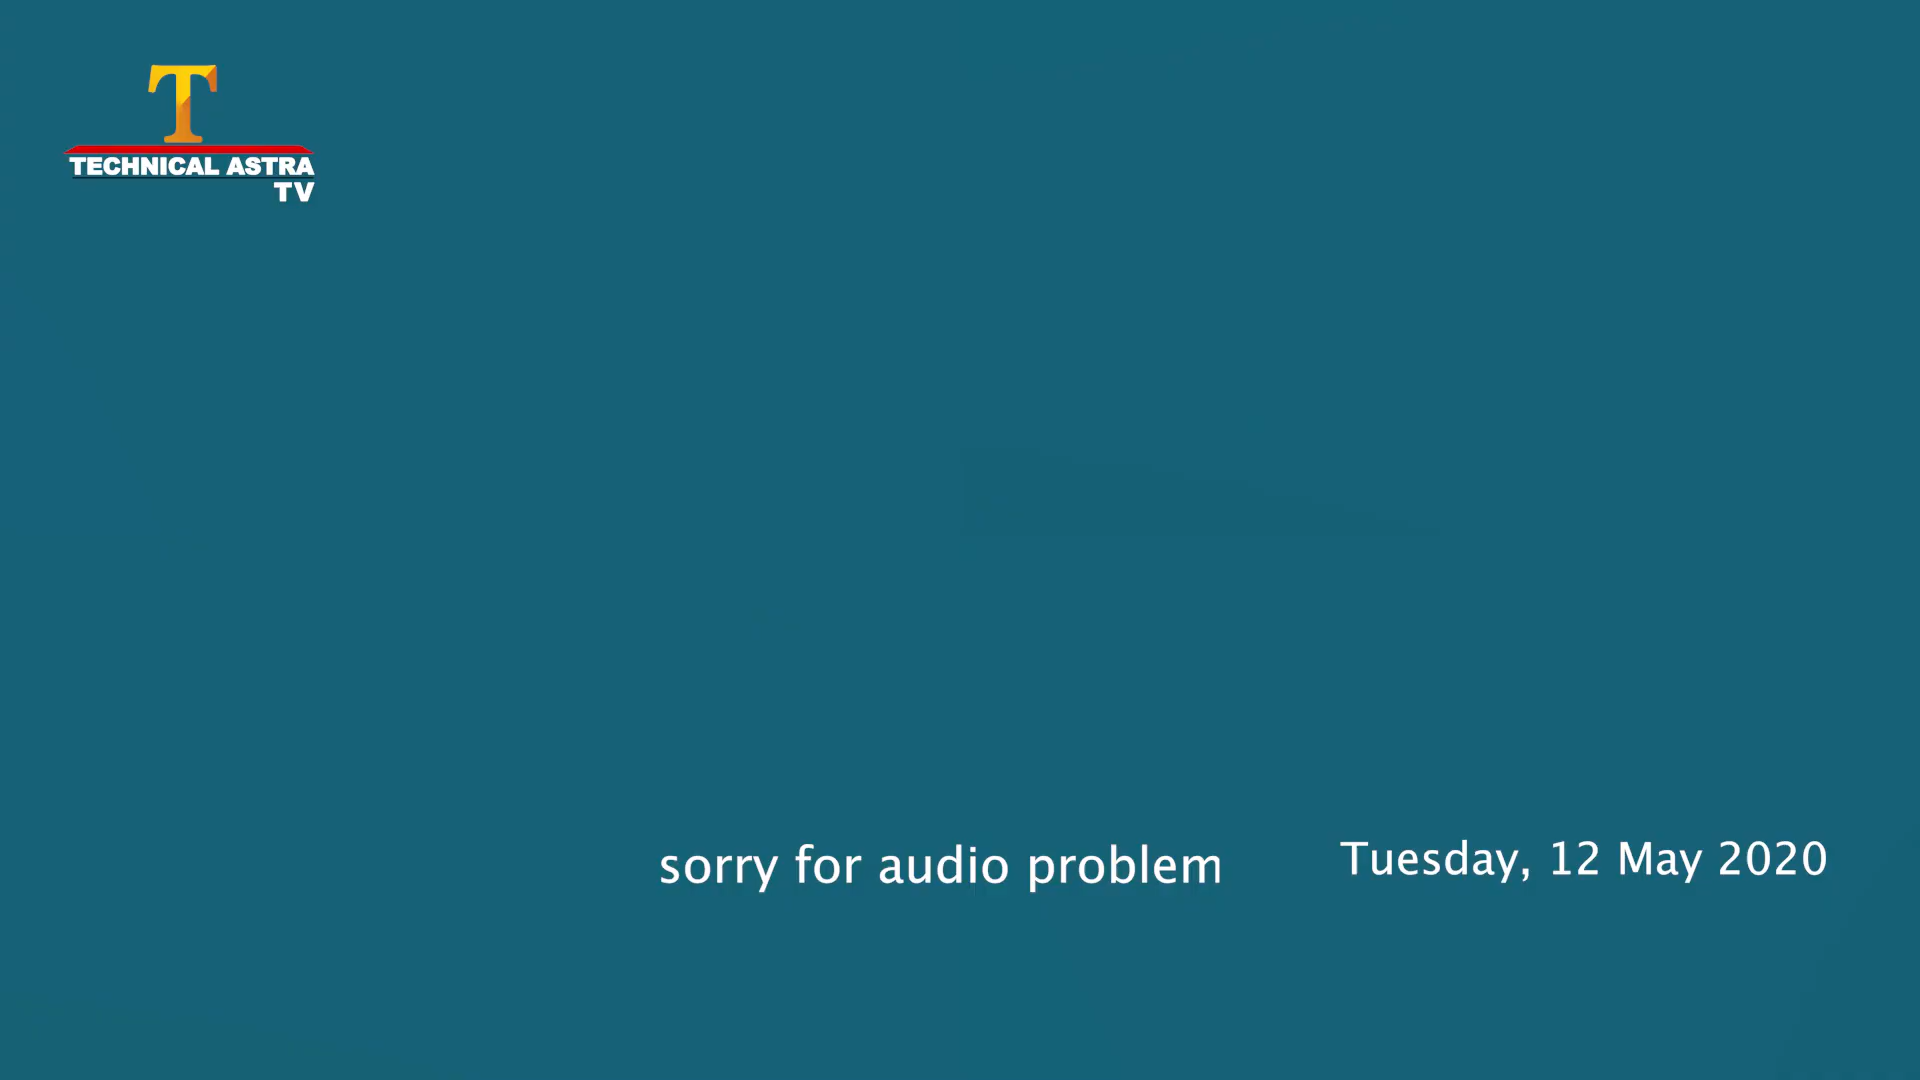 T
TECHNICAL ASTRA
TV
sorry for audio problem
Tuesday, 12 May 2020